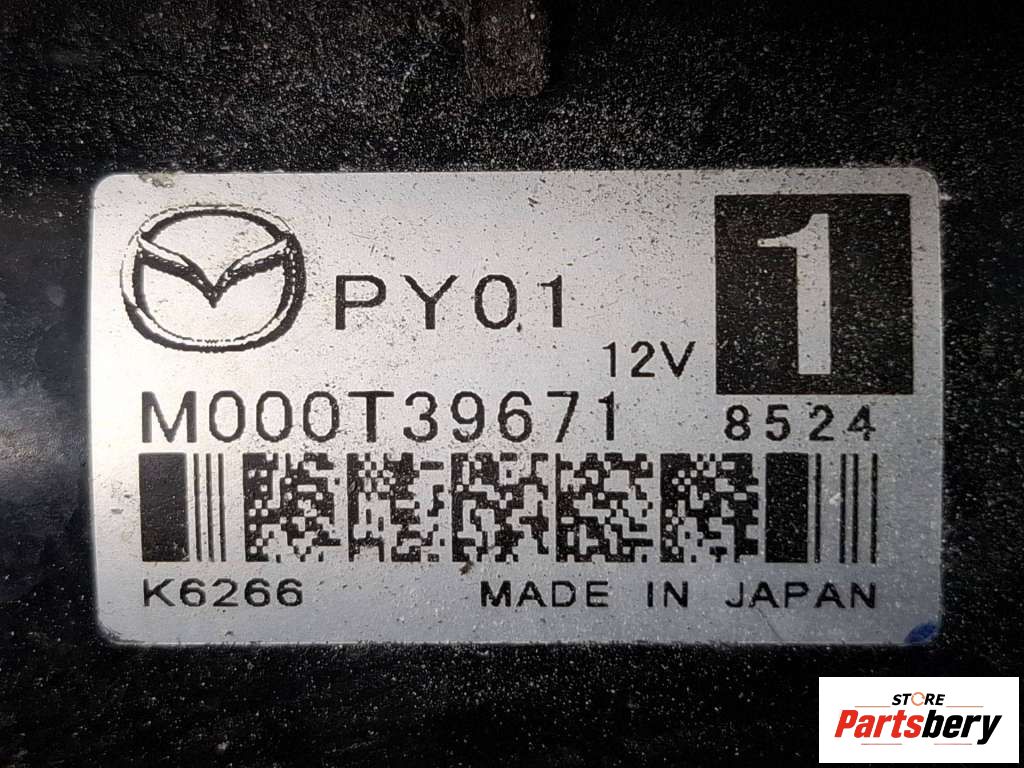 PY01
1
12V
M000T39671
8524
K6266
MADE IN JAPAN
STORE
Partsbery